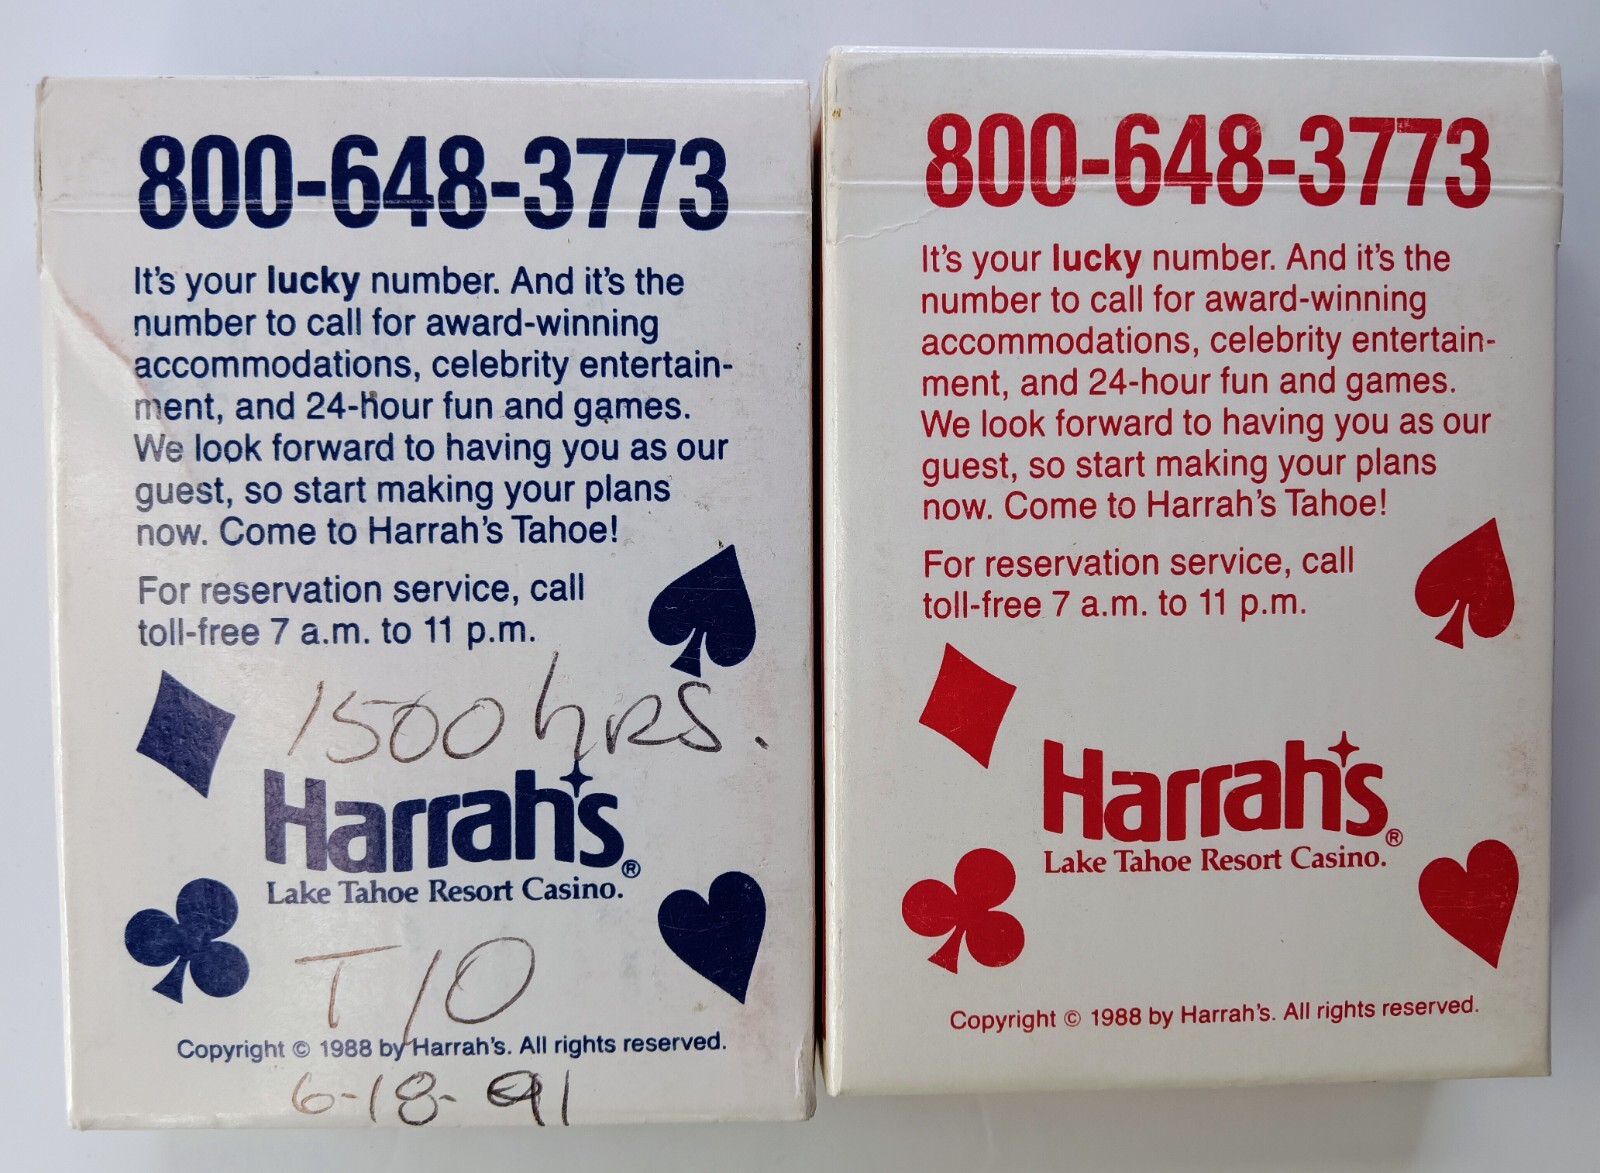 800-648-3773
It's your lucky number. And it's the
number to call for award-winning
accommodations, celebrity entertain-
ment, and 24-hour fun and games.
We look forward to having you as our
guest, so start making your plans
now. Come to Harrah's Tahoe!
For reservation service, call
toll-free 7 a.m. to 11 p.m.
1500 hrs.
Harrah's®
Lake Tahoe Resort Casino.
T/O
Copyright © 1988 by Harrah's. All rights reserved.
6-18-91
800-648-3773
It's your lucky number. And it's the
number to call for award-winning
accommodations, celebrity entertain-
ment, and 24-hour fun and games.
We look forward to having you as our
guest, so start making your plans
now. Come to Harrah's Tahoe!
For reservation service, call
toll-free 7 a.m. to 11 p.m.
Harrah's®
Lake Tahoe Resort Casino.
Copyright © 1988 by Harrah's. All rights reserved.